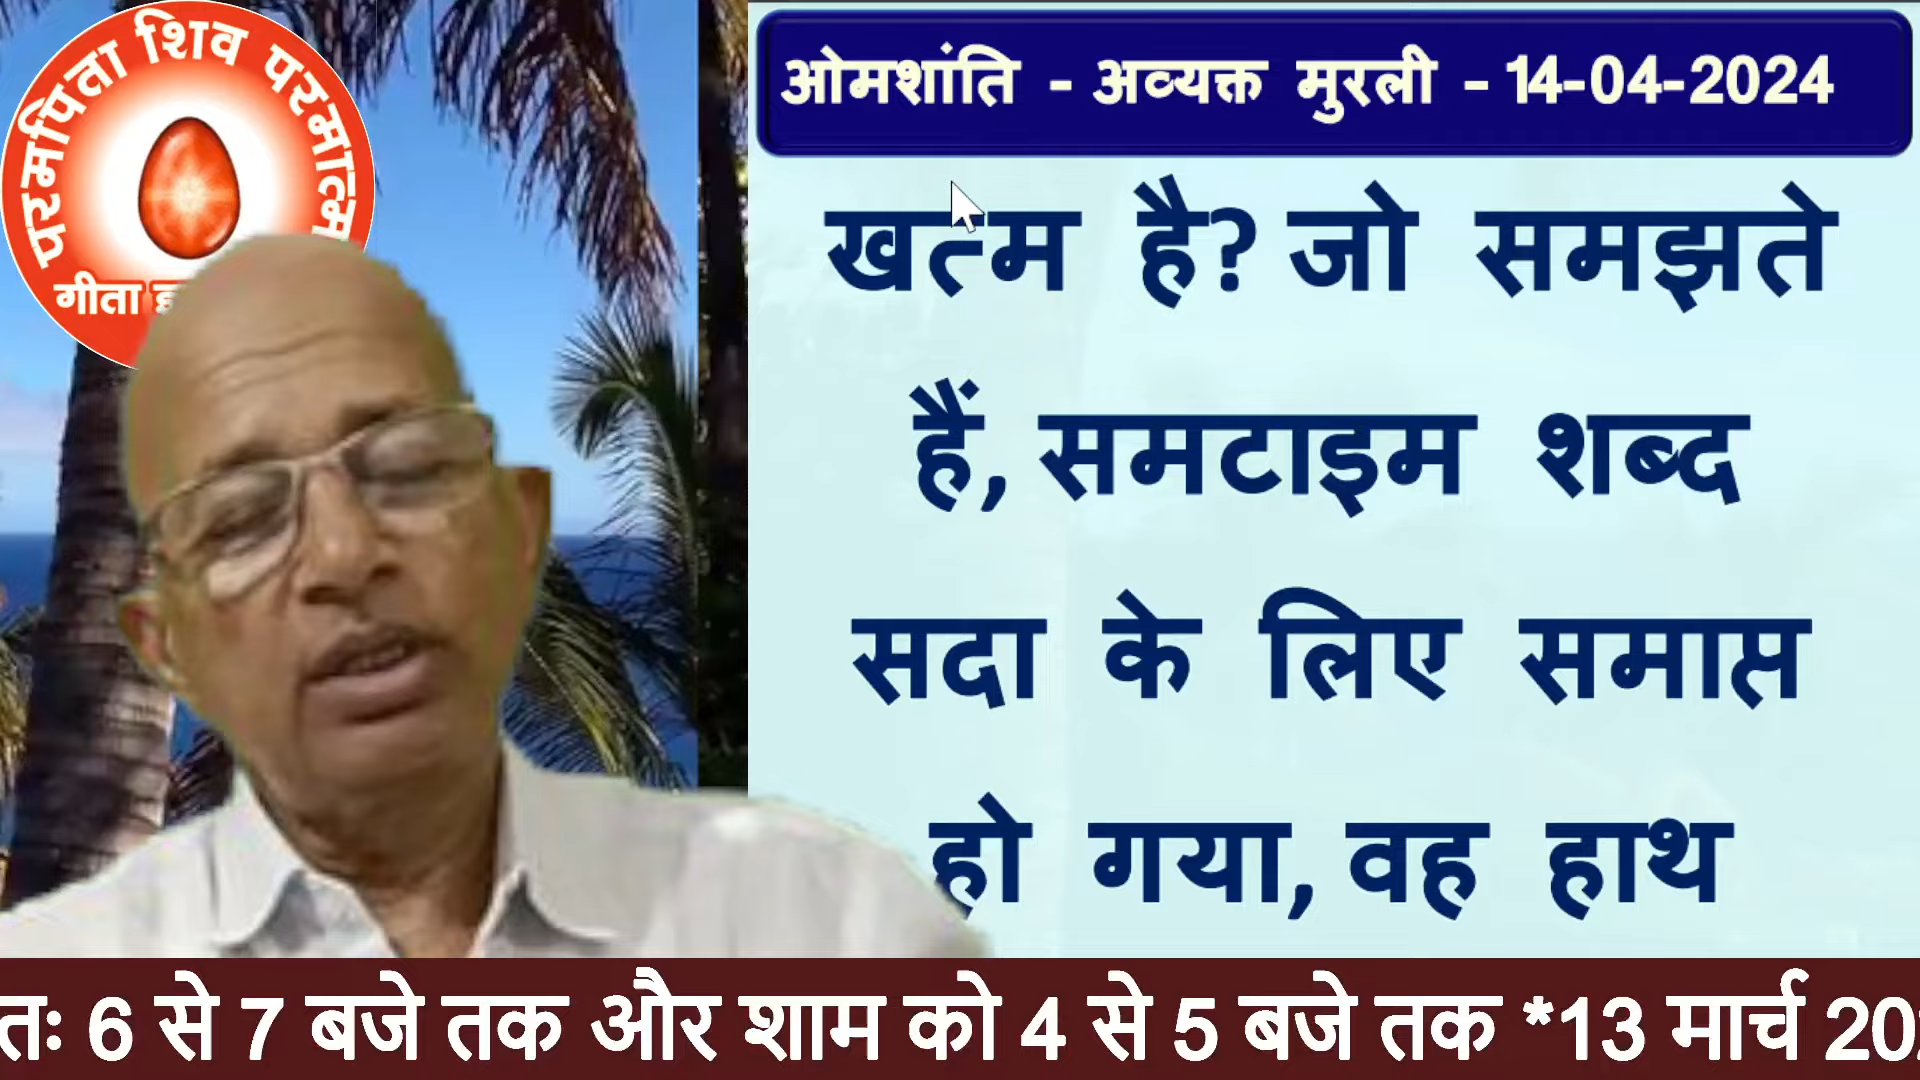 परमपिता शिव परमात्म
गीता
ओमशांति - अव्यक्त मुरली - 14-04-2024
खत्म है? जो समझते
हैं, समटाइम शब्द
सदा के लिए समाप्त
हो गया, वह हाथ
तः 6 से 7 बजे तक और शाम को 4 से 5 बजे तक *13 मार्च